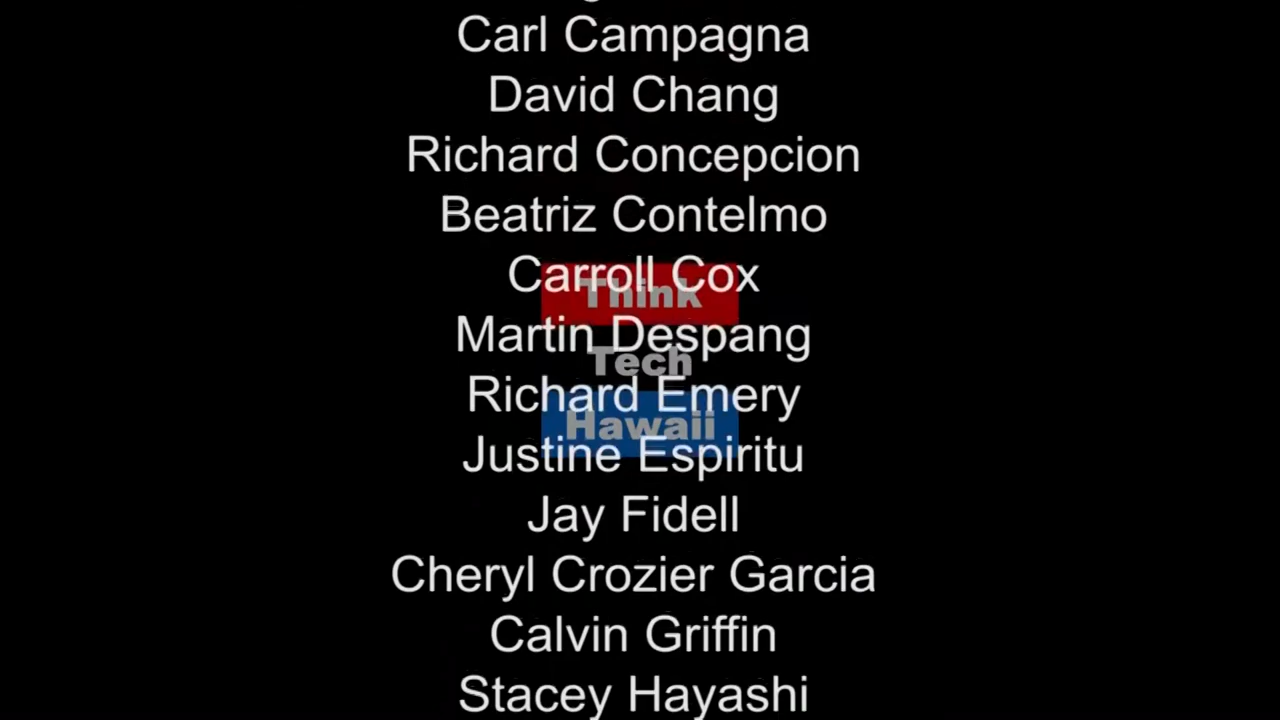 Carl Campagna
David Chang
Richard Concepcion
Beatriz Contelmo
Carroll Cox
Think
Martin Despang
Tech
Richard Emery
Hawaii
Justine Espiritu
Jay Fidell
Cheryl Crozier Garcia
Calvin Griffin
Stacey Hayashi